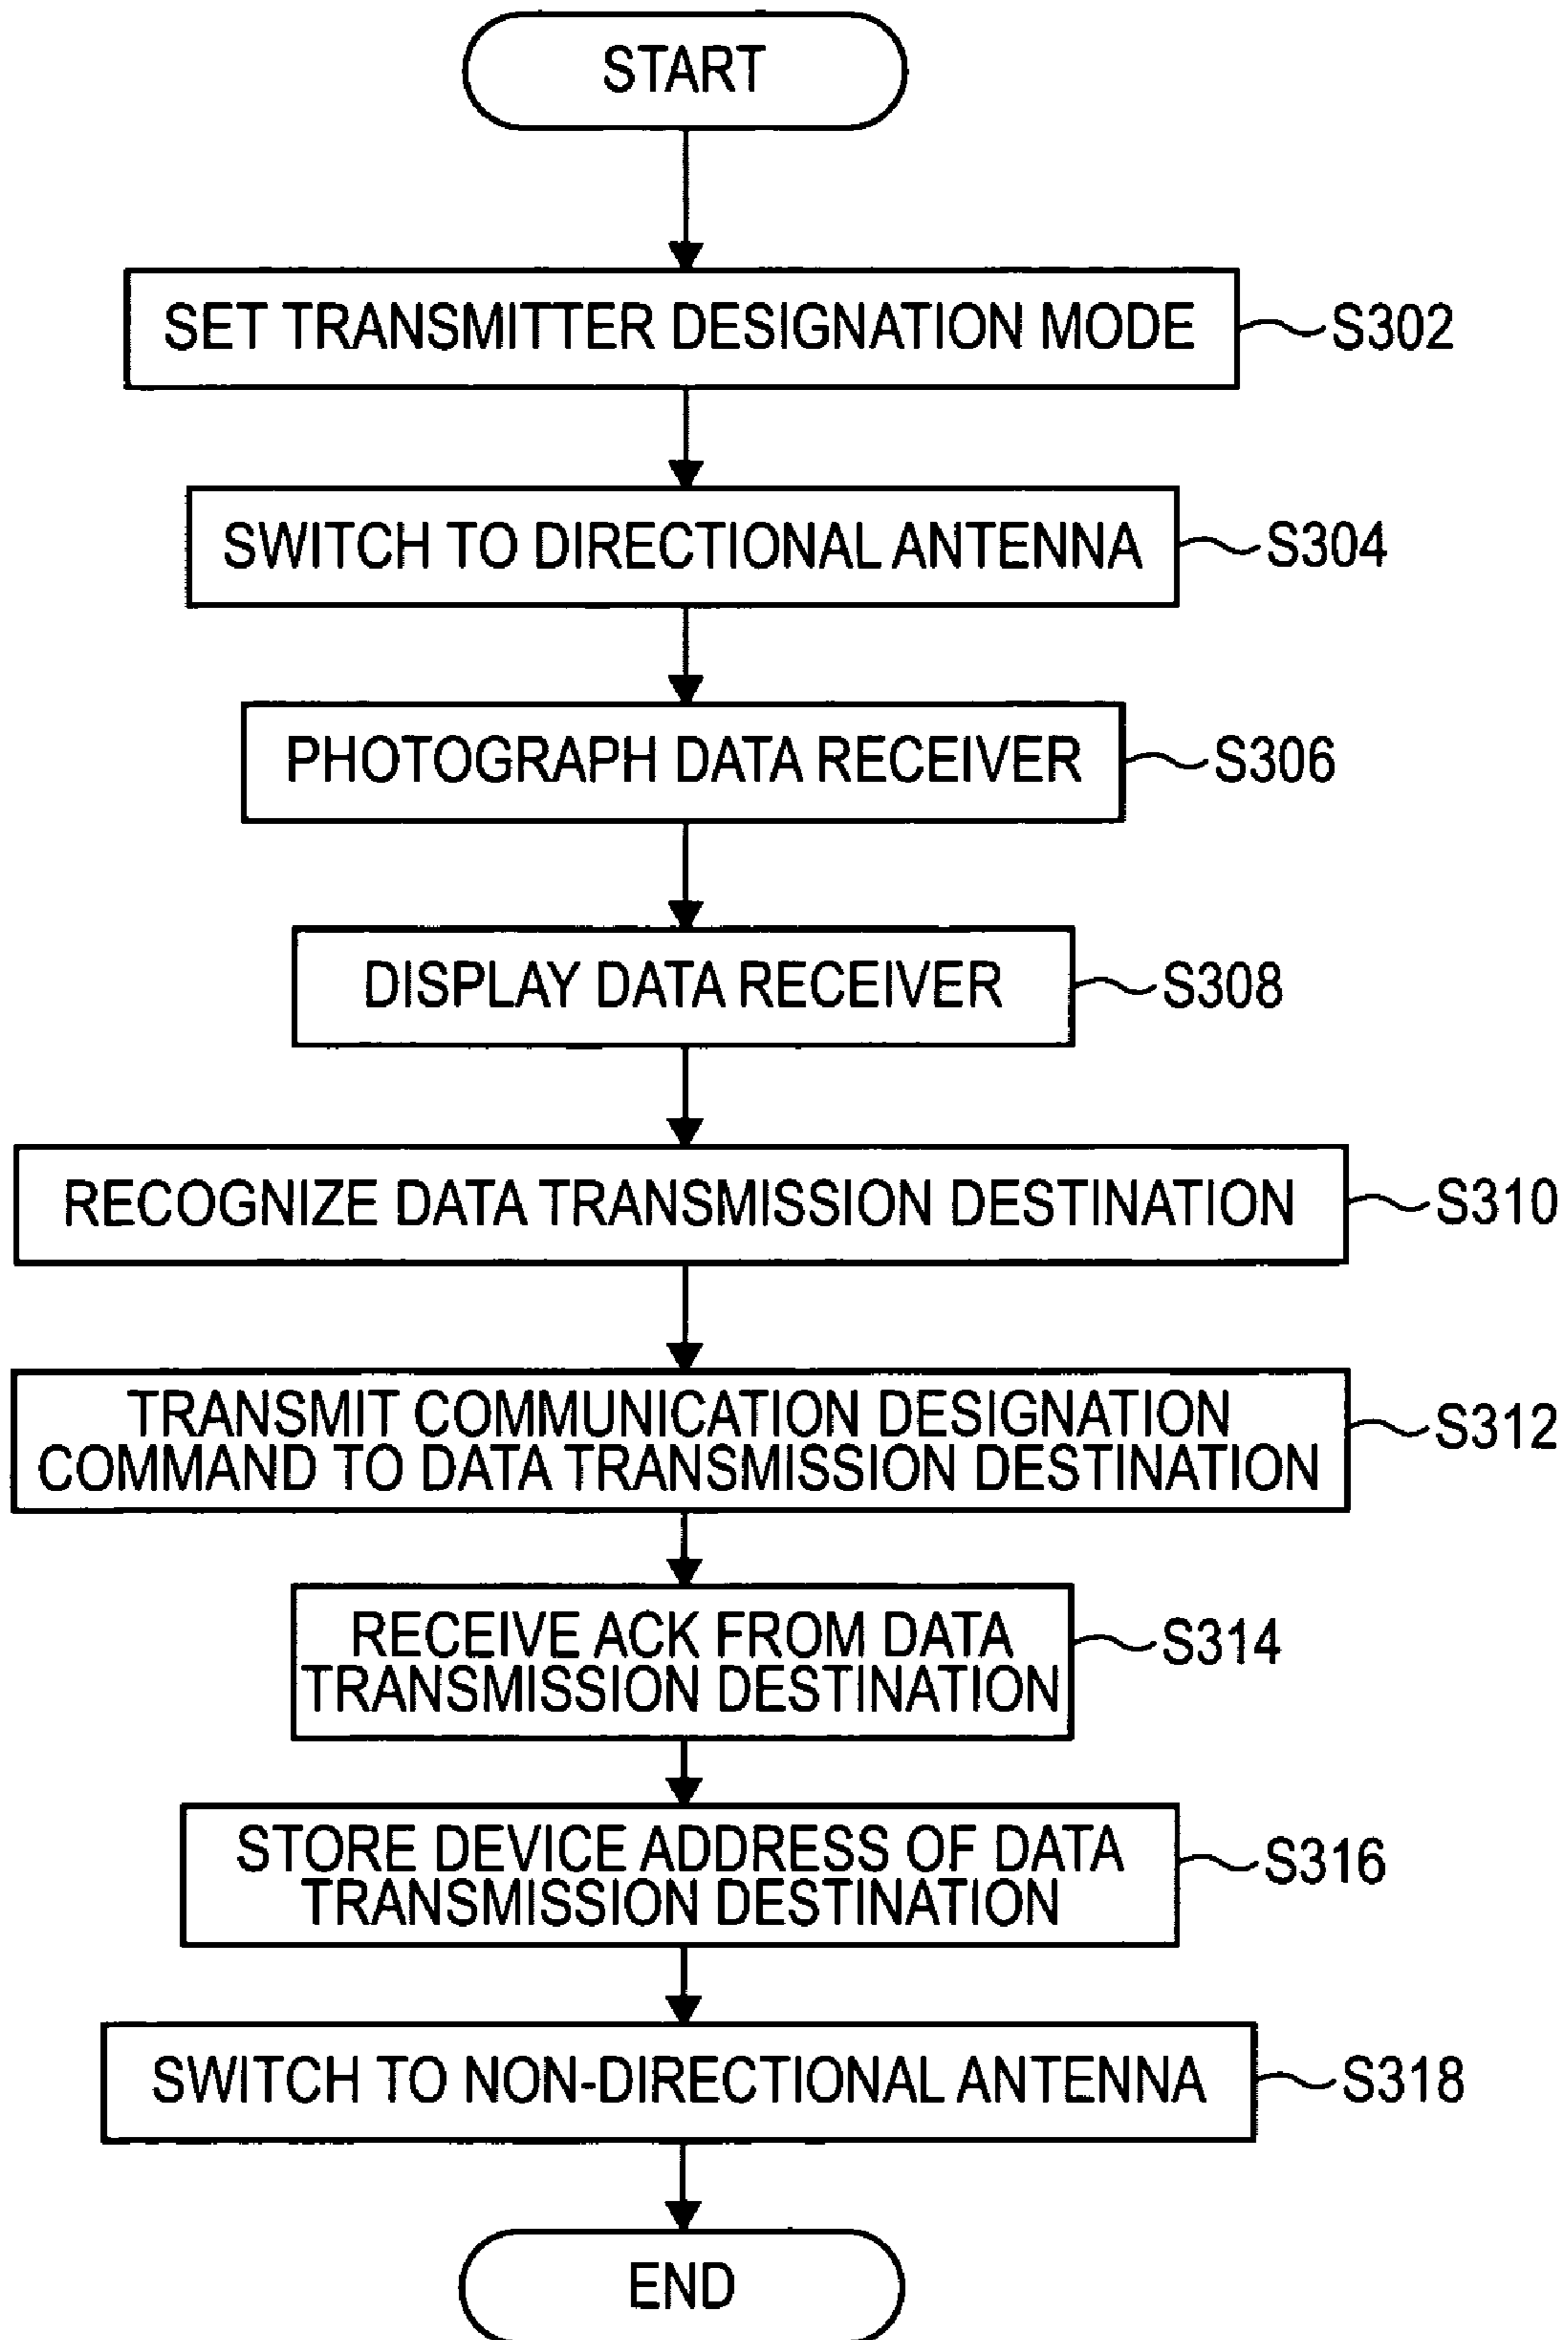 START
SET TRANSMITTER DESIGNATION MODE
S302
SWITCH TO DIRECTIONAL ANTENNA
S304
PHOTOGRAPH DATA RECEIVER
S306
DISPLAY DATA RECEIVER
S308
RECOGNIZE DATA TRANSMISSION DESTINATION
S310
TRANSMIT COMMUNICATION DESIGNATION
COMMAND TO DATA TRANSMISSION DESTINATION
S312
RECEIVE ACK FROM DATA
TRANSMISSION DESTINATION
S314
STORE DEVICE ADDRESS OF DATA
TRANSMISSION DESTINATION
S316
SWITCH TO NON-DIRECTIONAL ANTENNA
S318
END